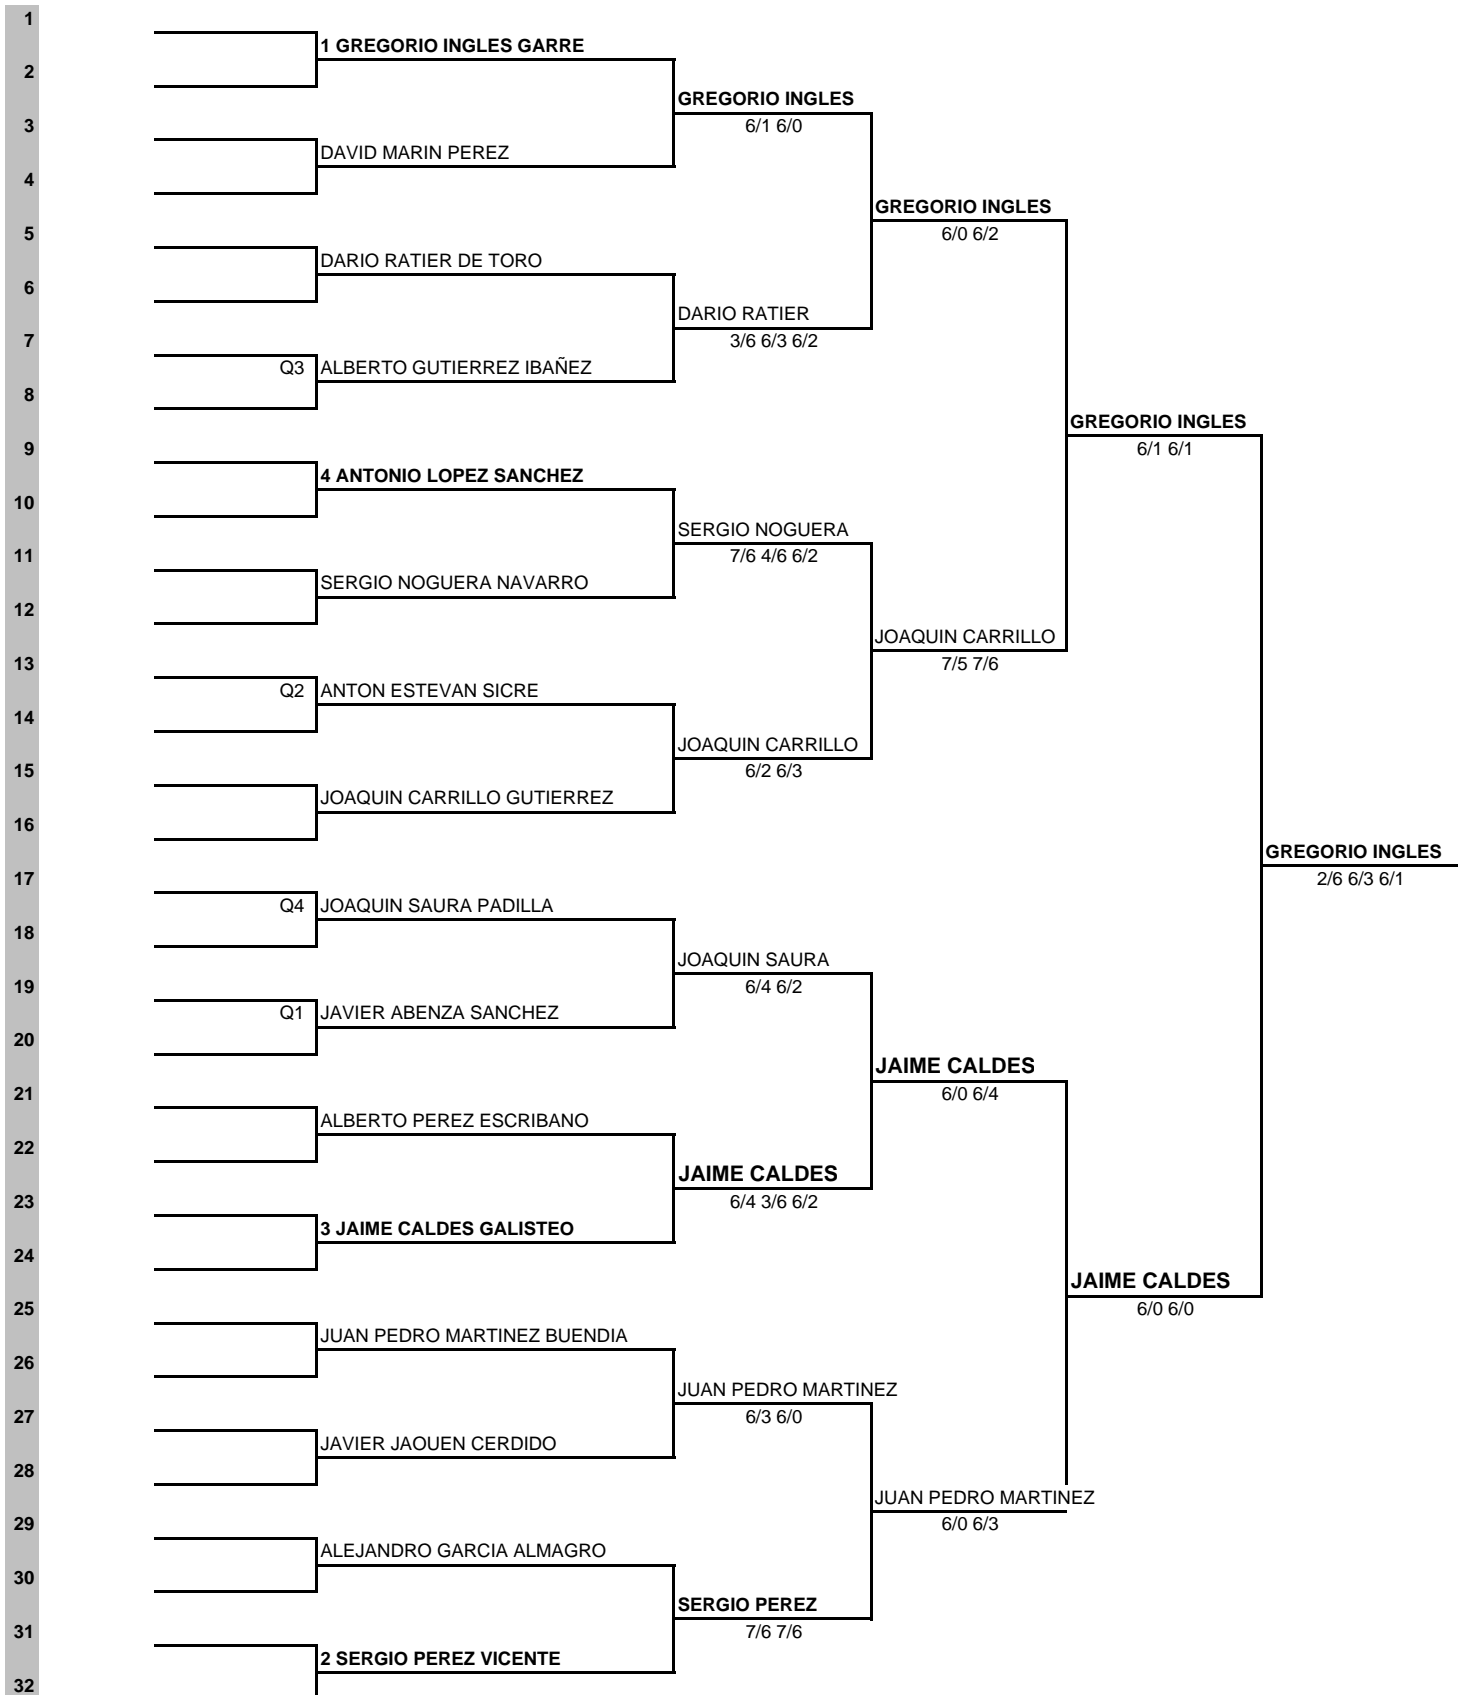 1
1 GREGORIO INGLES GARRE
2
GREGORIO INGLES
3
6/1 6/0
DAVID MARIN PEREZ
4
GREGORIO INGLES
5
6/0 6/2
DARIO RATIER DE TORO
6
DARIO RATIER
7
3/6 6/3 6/2
Q3 ALBERTO GUTIERREZ IBAÑEZ
8
GREGORIO INGLES
9
6/1 6/1
4 ANTONIO LOPEZ SANCHEZ
10
SERGIO NOGUERA
11
7/6 4/6 6/2
SERGIO NOGUERA NAVARRO
12
JOAQUIN CARRILLO
13
7/5 7/6
Q2 ANTON ESTEVAN SICRE
14
JOAQUIN CARRILLO
15
6/2 6/3
JOAQUIN CARRILLO GUTIERREZ
16
GREGORIO INGLES
17
2/6 6/3 6/1
Q4 JOAQUIN SAURA PADILLA
18
JOAQUIN SAURA
19
6/4 6/2
Q1 JAVIER ABENZA SANCHEZ
20
JAIME CALDES
21
6/0 6/4
ALBERTO PEREZ ESCRIBANO
22
JAIME CALDES
23
6/4 3/6 6/2
3 JAIME CALDES GALISTEO
24
JAIME CALDES
25
6/0 6/0
JUAN PEDRO MARTINEZ BUENDIA
26
JUAN PEDRO MARTINEZ
27
6/3 6/0
JAVIER JAOUEN CERDIDO
28
JUAN PEDRO MARTINEZ
29
6/0 6/3
ALEJANDRO GARCIA ALMAGRO
30
SERGIO PEREZ
31
7/6 7/6
2 SERGIO PEREZ VICENTE
32